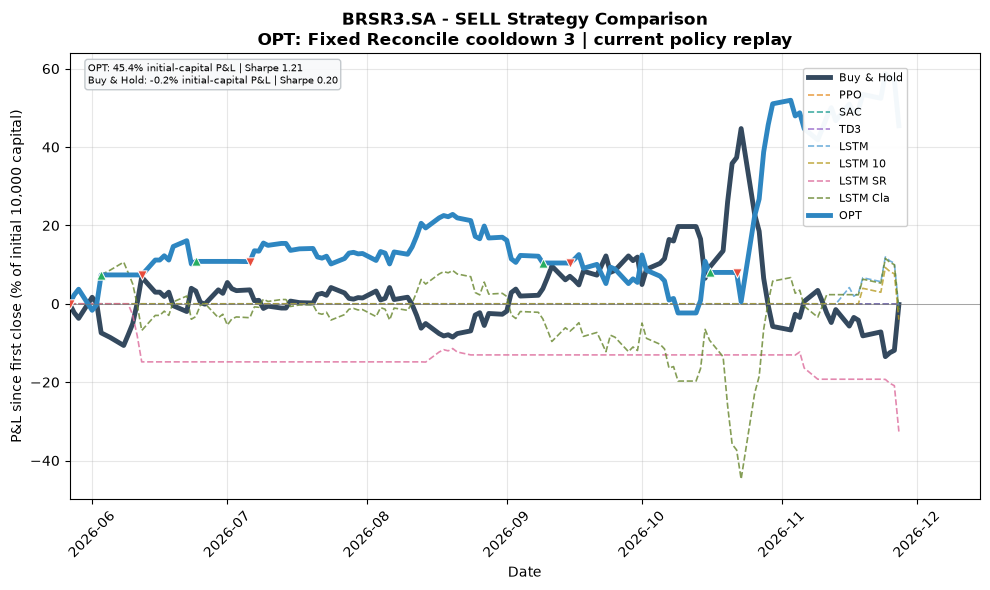 BRSR3.SA - SELL Strategy Comparison
OPT: Fixed Reconcile cooldown 3 | current policy replay
OPT: 45.4% initial-capital P&L | Sharpe 1.21
Buy & Hold: -0.2% initial-capital P&L | Sharpe 0.20
Buy & Hold
PPO
SAC
TD3
LSTM
LSTM 10
LSTM SR
LSTM Cla
OPT
P&L since first close (% of initial 10,000 capital)
60
40
20
0
−20
−40
2026-06
2026-07
2026-08
2026-09
2026-10
2026-11
2026-12
Date